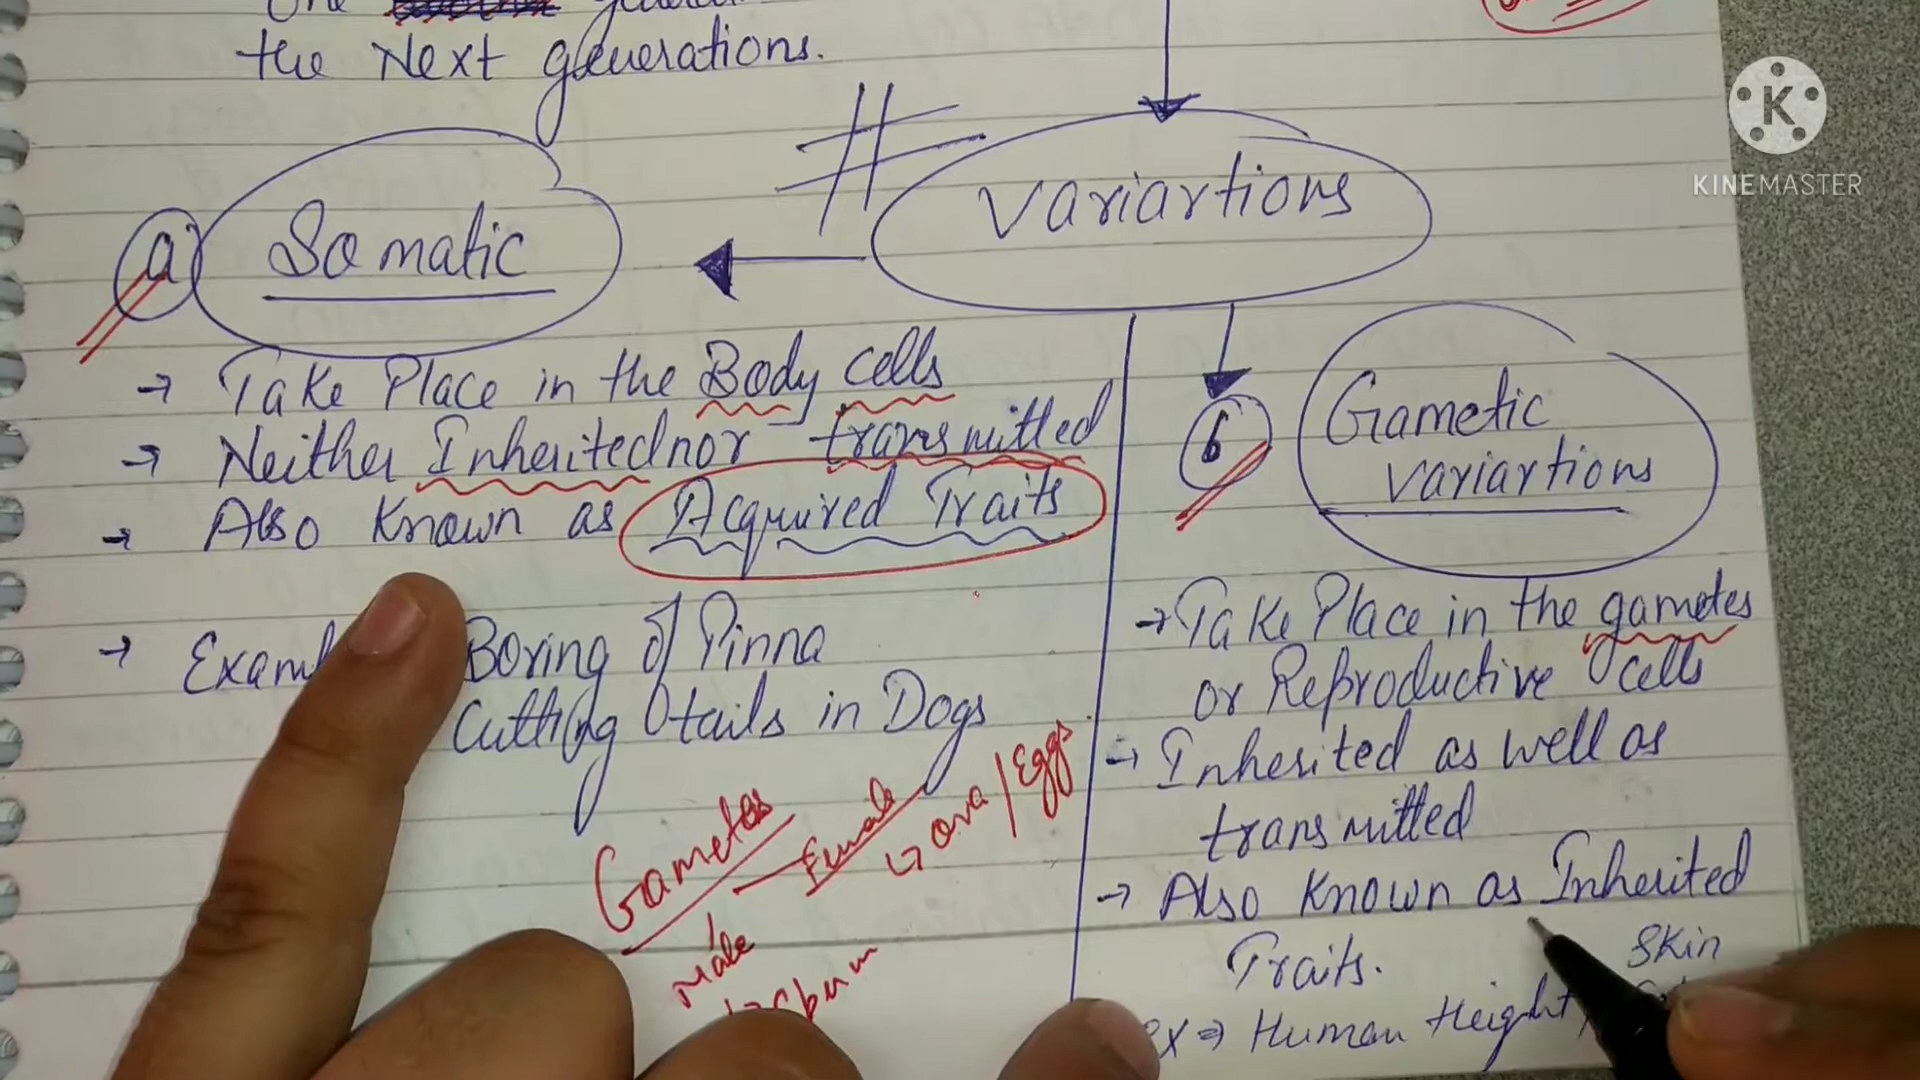 One
the Next generations.
#
Variartions
a
Somatic
→ Take Place in the Body cells
→ Neither Inherited nor transmitted
→ Also Known as Acquired Traits
→ Boring of Pinna
Cutting tails in Dogs
Gametes
Female
→ ova / Eggs
Male
→ Sperm
b
Gametic
variartions
→ Take Place in the gametes
or Reproductive cells
→ Inherited as well as
transmitted
→ Also Known as Inherited
Traits.
Skin
ex → Human Height
K
KINEMASTER